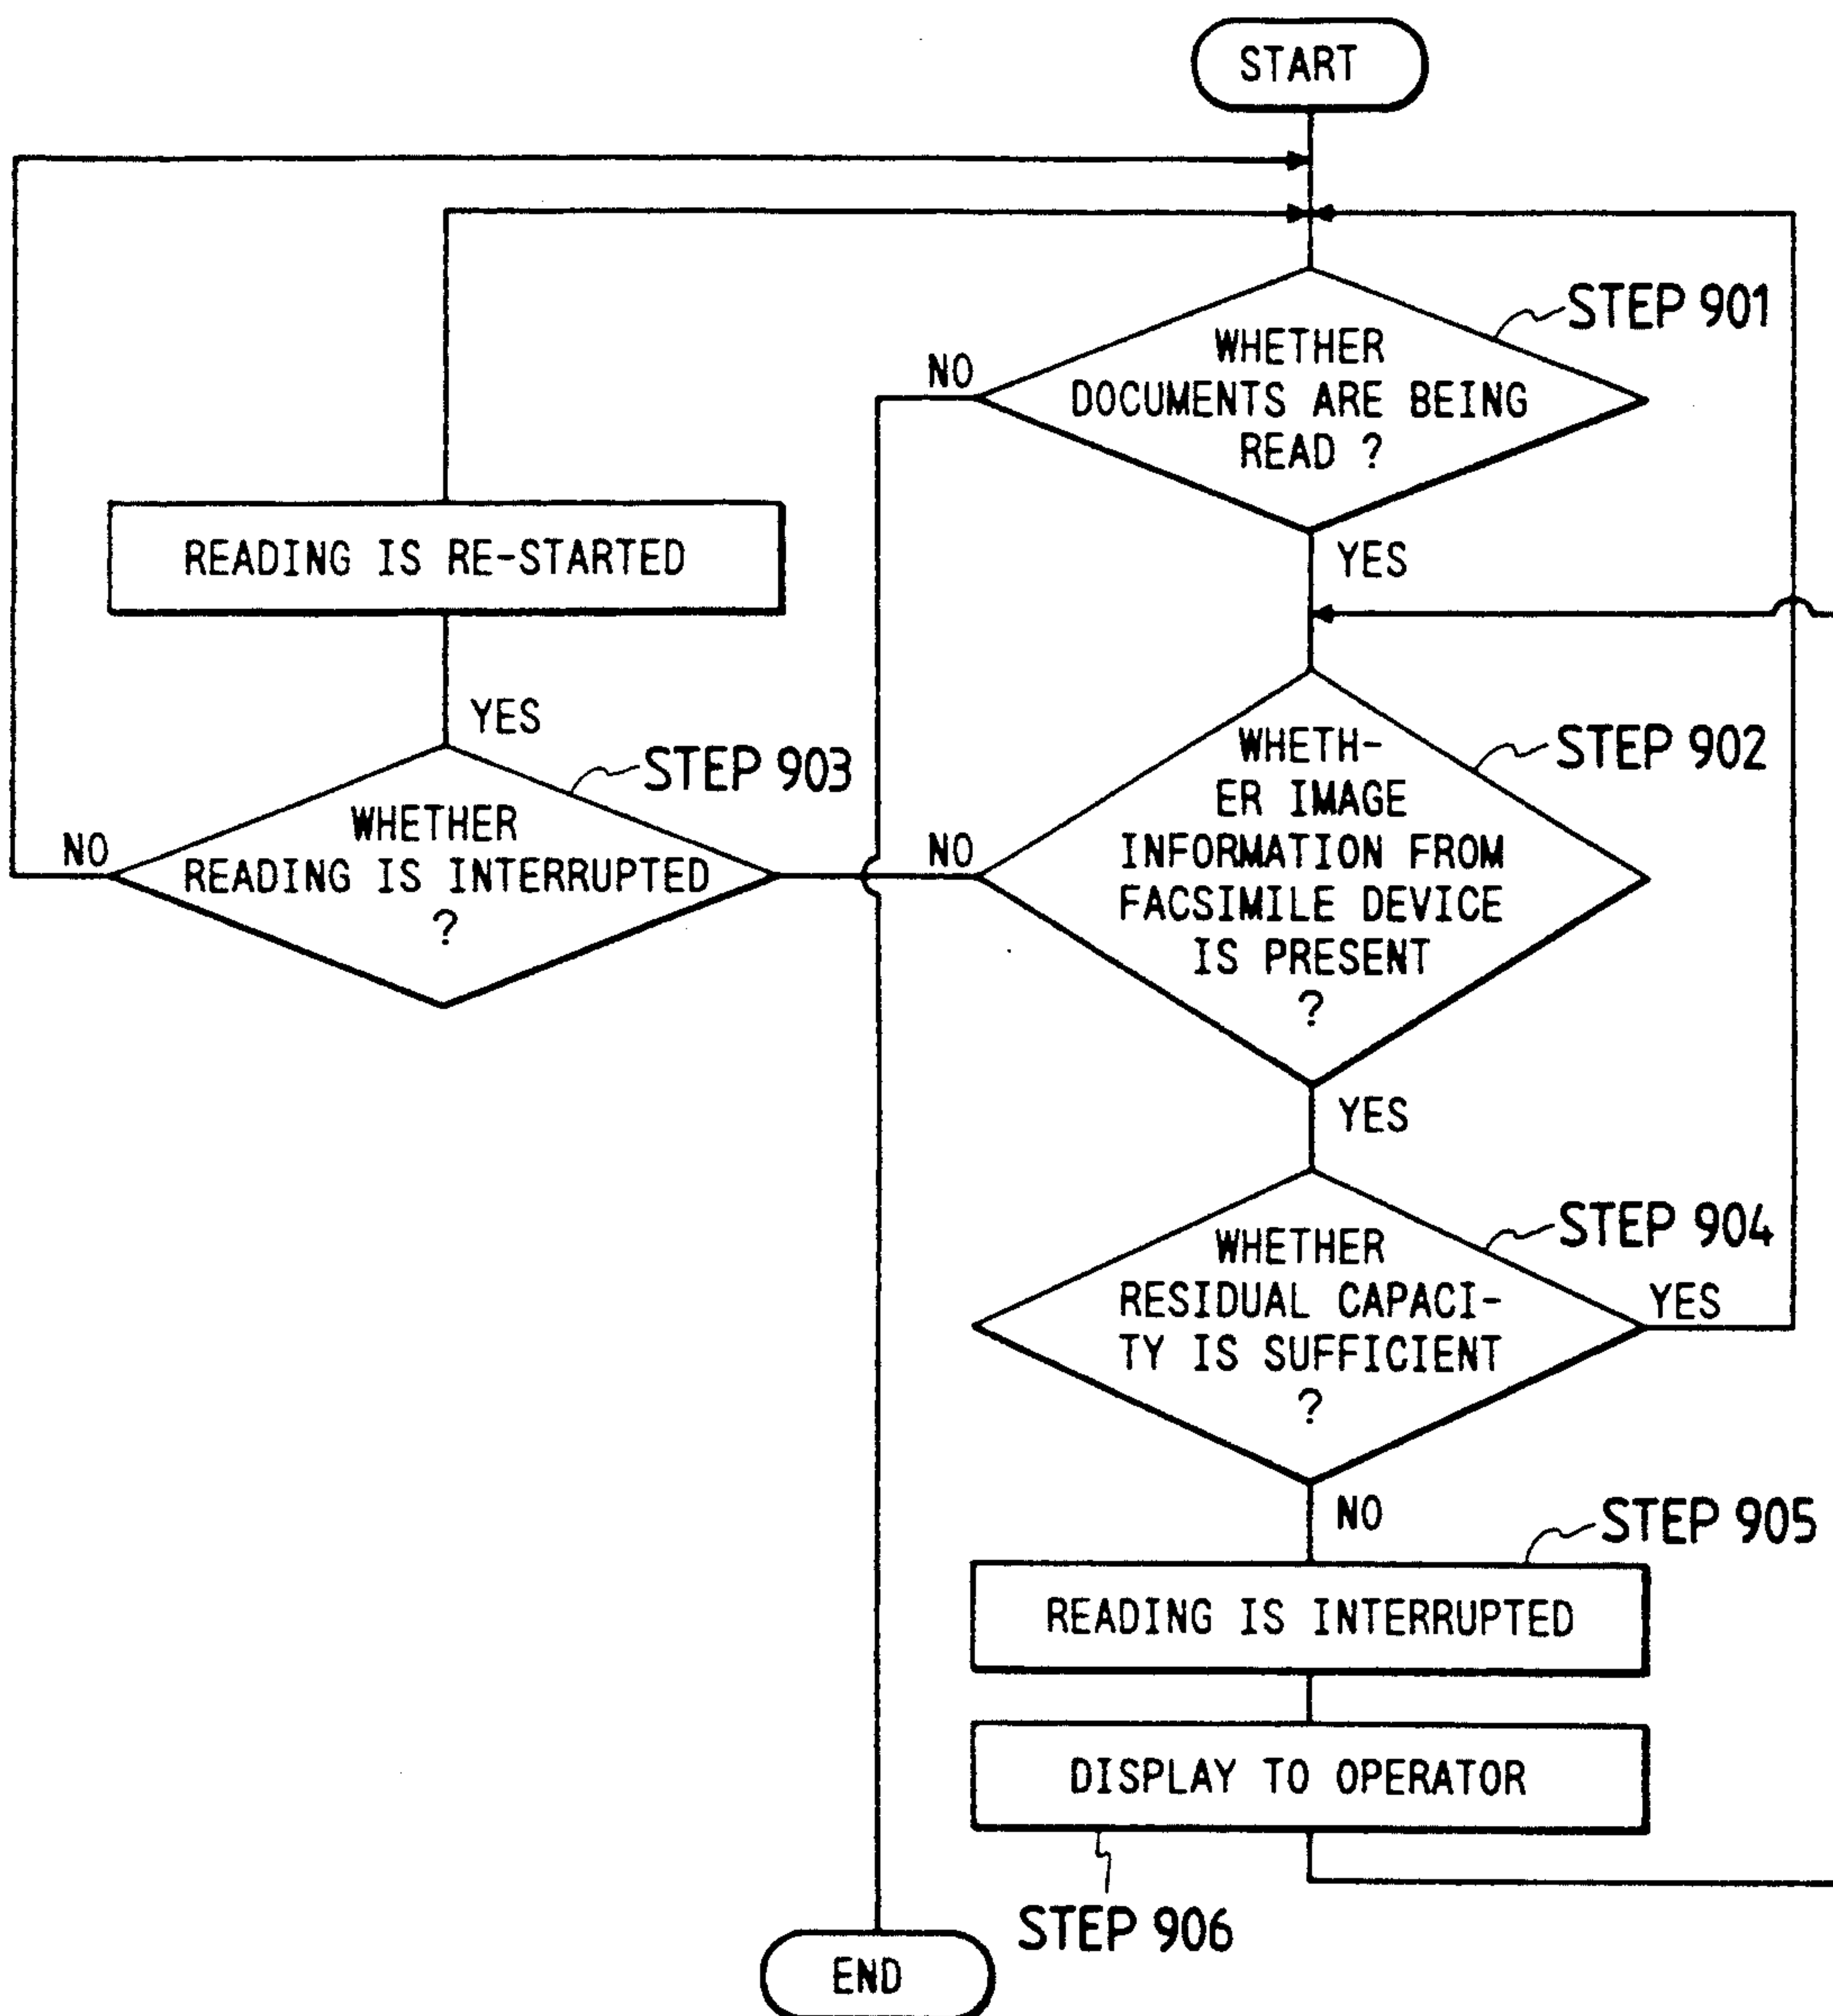 START
STEP 901
WHETHER
DOCUMENTS ARE BEING
READ ?
NO
YES
READING IS RE-STARTED
YES
STEP 903
WHETHER
READING IS INTERRUPTED
?
NO
STEP 902
WHETH-
ER IMAGE
INFORMATION FROM
FACSIMILE DEVICE
IS PRESENT
?
NO
YES
STEP 904
WHETHER
RESIDUAL CAPACI-
TY IS SUFFICIENT
?
YES
NO
STEP 905
READING IS INTERRUPTED
DISPLAY TO OPERATOR
STEP 906
END